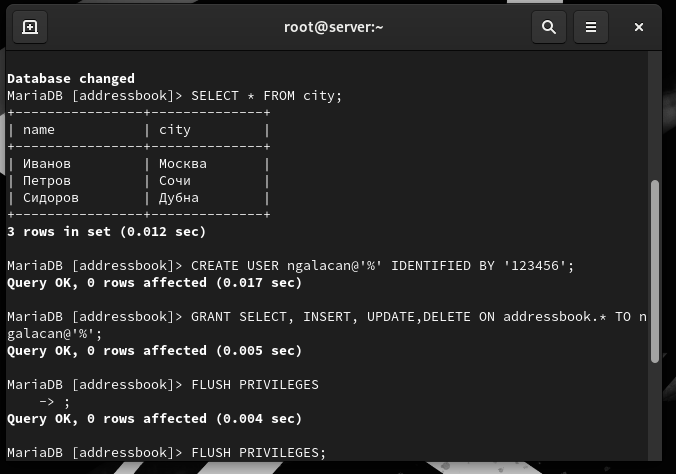 root@server:~
Database changed
MariaDB [addressbook]> SELECT * FROM city;
+----------------+--------------+
| name           | city         |
+----------------+--------------+
| Иванов         | Москва       |
| Петров         | Сочи         |
| Сидоров        | Дубна        |
+----------------+--------------+
3 rows in set (0.012 sec)
MariaDB [addressbook]> CREATE USER ngalacan@'%' IDENTIFIED BY '123456';
Query OK, 0 rows affected (0.017 sec)
MariaDB [addressbook]> GRANT SELECT, INSERT, UPDATE,DELETE ON addressbook.* TO n
galacan@'%';
Query OK, 0 rows affected (0.005 sec)
MariaDB [addressbook]> FLUSH PRIVILEGES
    -> ;
Query OK, 0 rows affected (0.004 sec)
MariaDB [addressbook]> FLUSH PRIVILEGES;